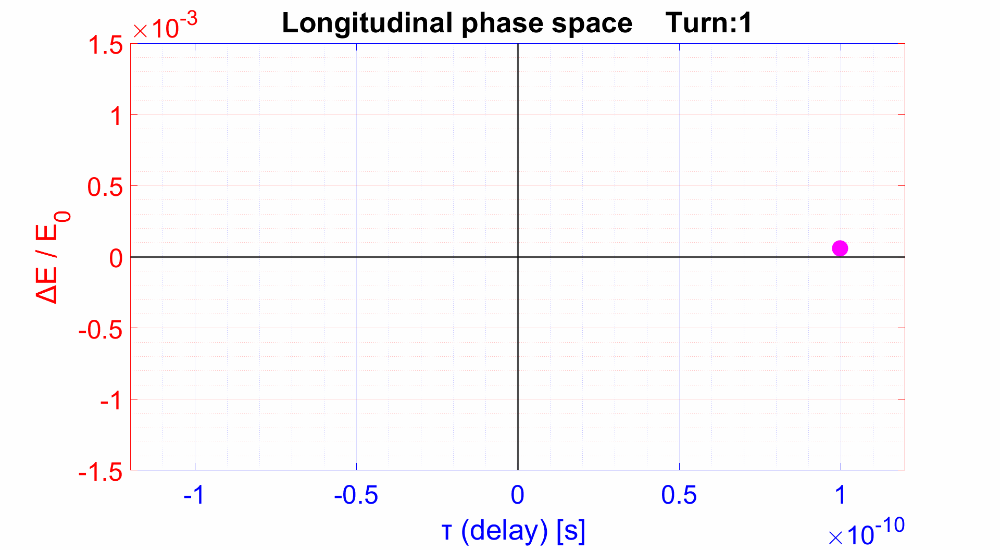 Longitudinal phase space Turn:1
×10^-3
1.5
1
0.5
0
-0.5
-1
-1.5
ΔE / E_0
-1 -0.5 0 0.5 1
τ (delay) [s]
×10^-10